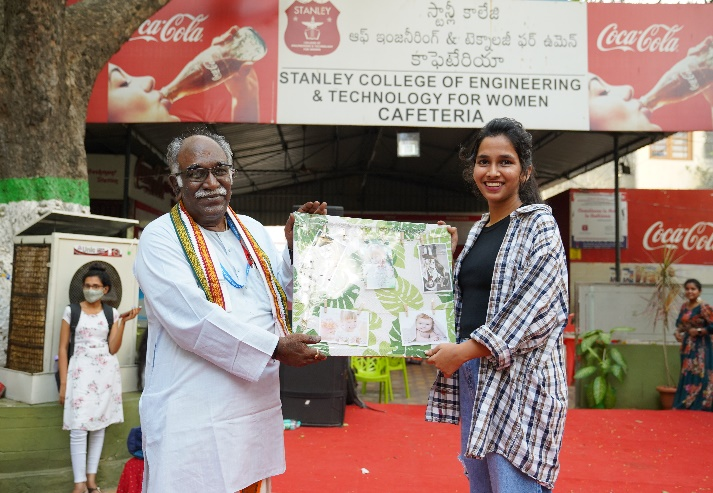 Coca-Cola
STANLEY
స్టాన్లీ కాలేజి
ఆఫ్ ఇంజనీరింగ్ & టెక్నాలజీ ఫర్ ఉమెన్
కాఫెటేరియా
STANLEY COLLEGE OF ENGINEERING
& TECHNOLOGY FOR WOMEN
CAFETERIA
Coca-Cola
Coca-Cola